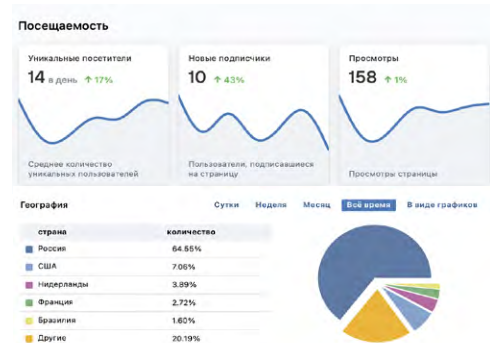 Посещаемость
Уникальные посетители
14 в день ↑ 17%
Среднее количество
уникальных пользователей
Новые подписчики
10 ↑ 43%
Пользователи, подписавшиеся
на страницу
Просмотры
158 ↑ 1%
Просмотры страницы
География
Сутки Неделя Месяц Всё время В виде графиков
страна количество
Россия 64.55%
США 7.06%
Нидерланды 3.89%
Франция 2.72%
Бразилия 1.60%
Другие 20.19%